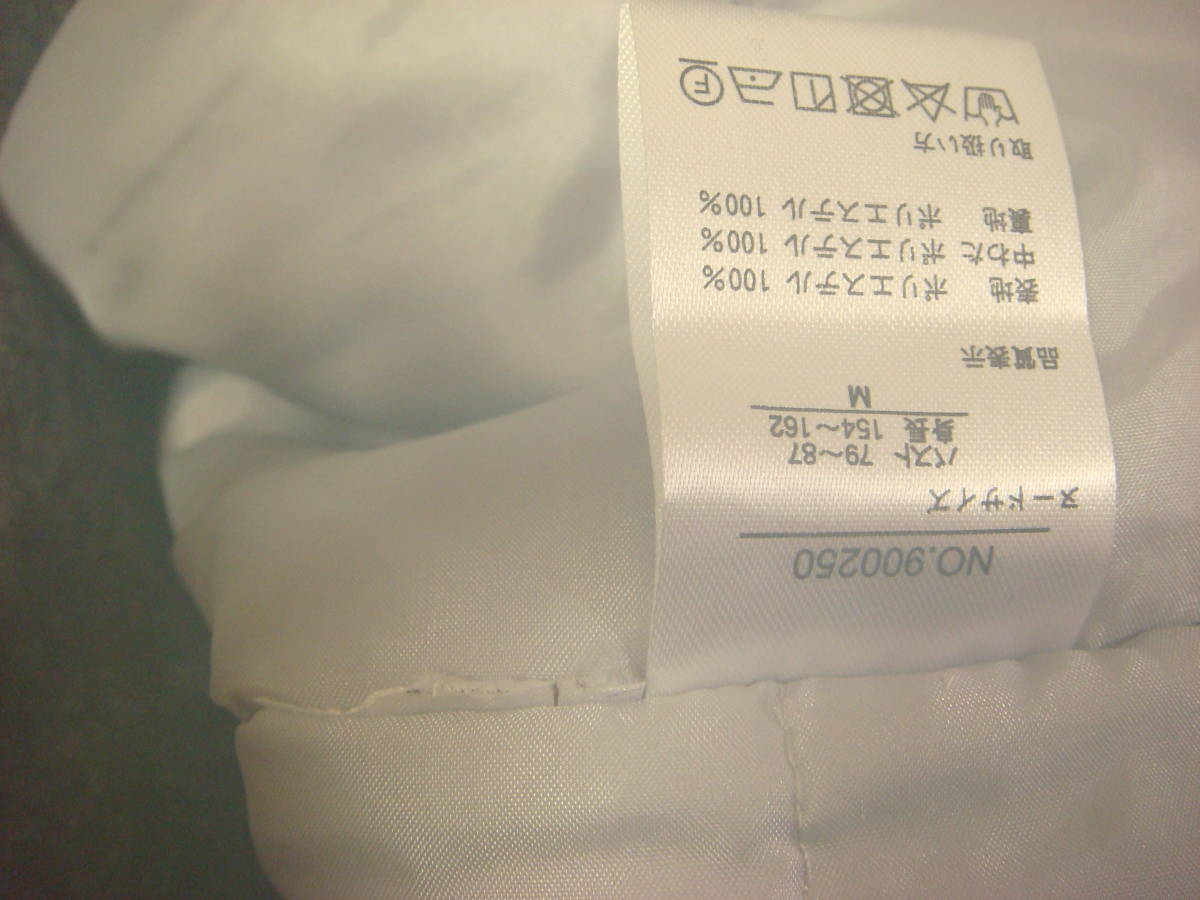 NO.900250
ヌードサイズ
バスト 79～87
身長 154～162
M
品質表示
表地 ポリエステル 100%
中わた ポリエステル 100%
裏地 ポリエステル 100%
取り扱い方
F